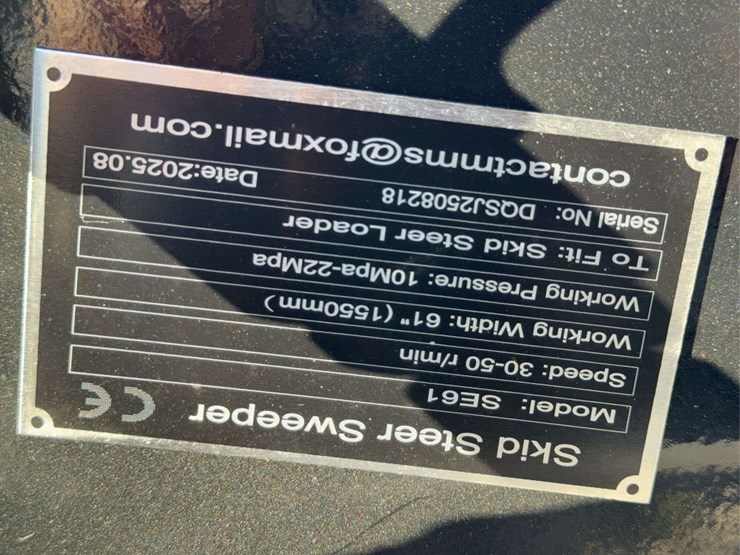 Skid Steer Sweeper CE
Model: SE61
Speed: 30-50 r/min
Working Width: 61" (1550mm)
Working Pressure: 10Mpa-22Mpa
To Fit: Skid Steer Loader
Serial No: DQSJ2508218 Date:2025.08
contactmms@foxmail.com